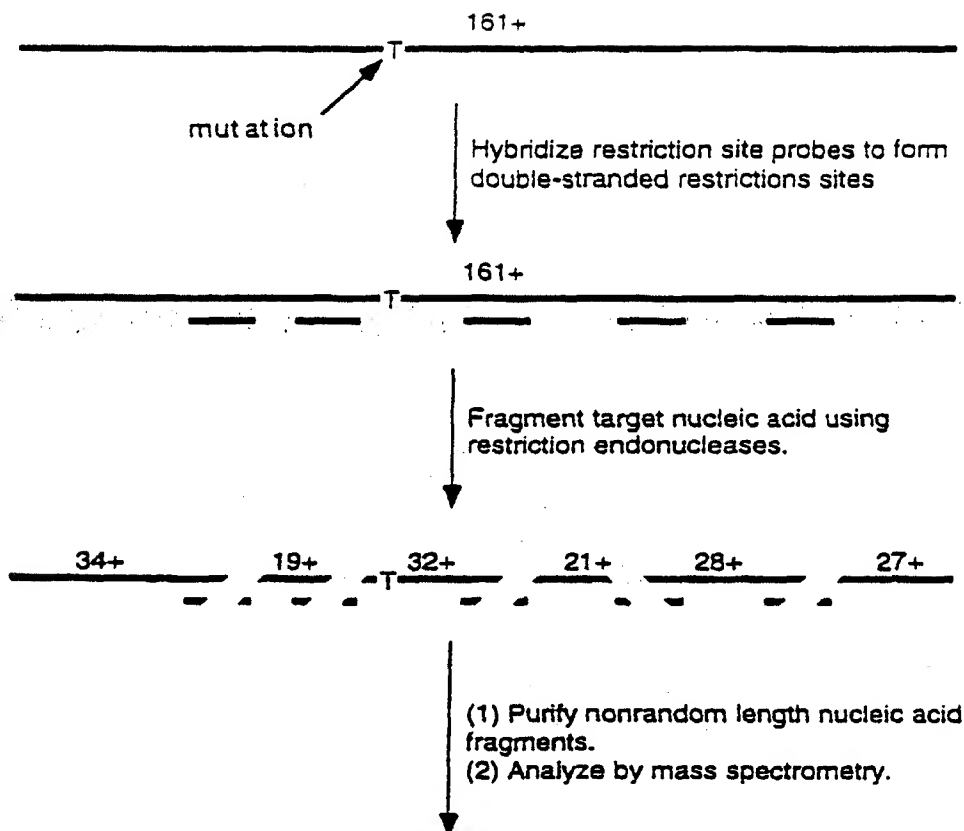 161+
T
mutation
Hybridize restriction site probes to form
double-stranded restrictions sites
161+
T
Fragment target nucleic acid using
restriction endonucleases.
34+ 19+ 32+ 21+ 28+ 27+
T
(1) Purify nonrandom length nucleic acid
fragments.
(2) Analyze by mass spectrometry.